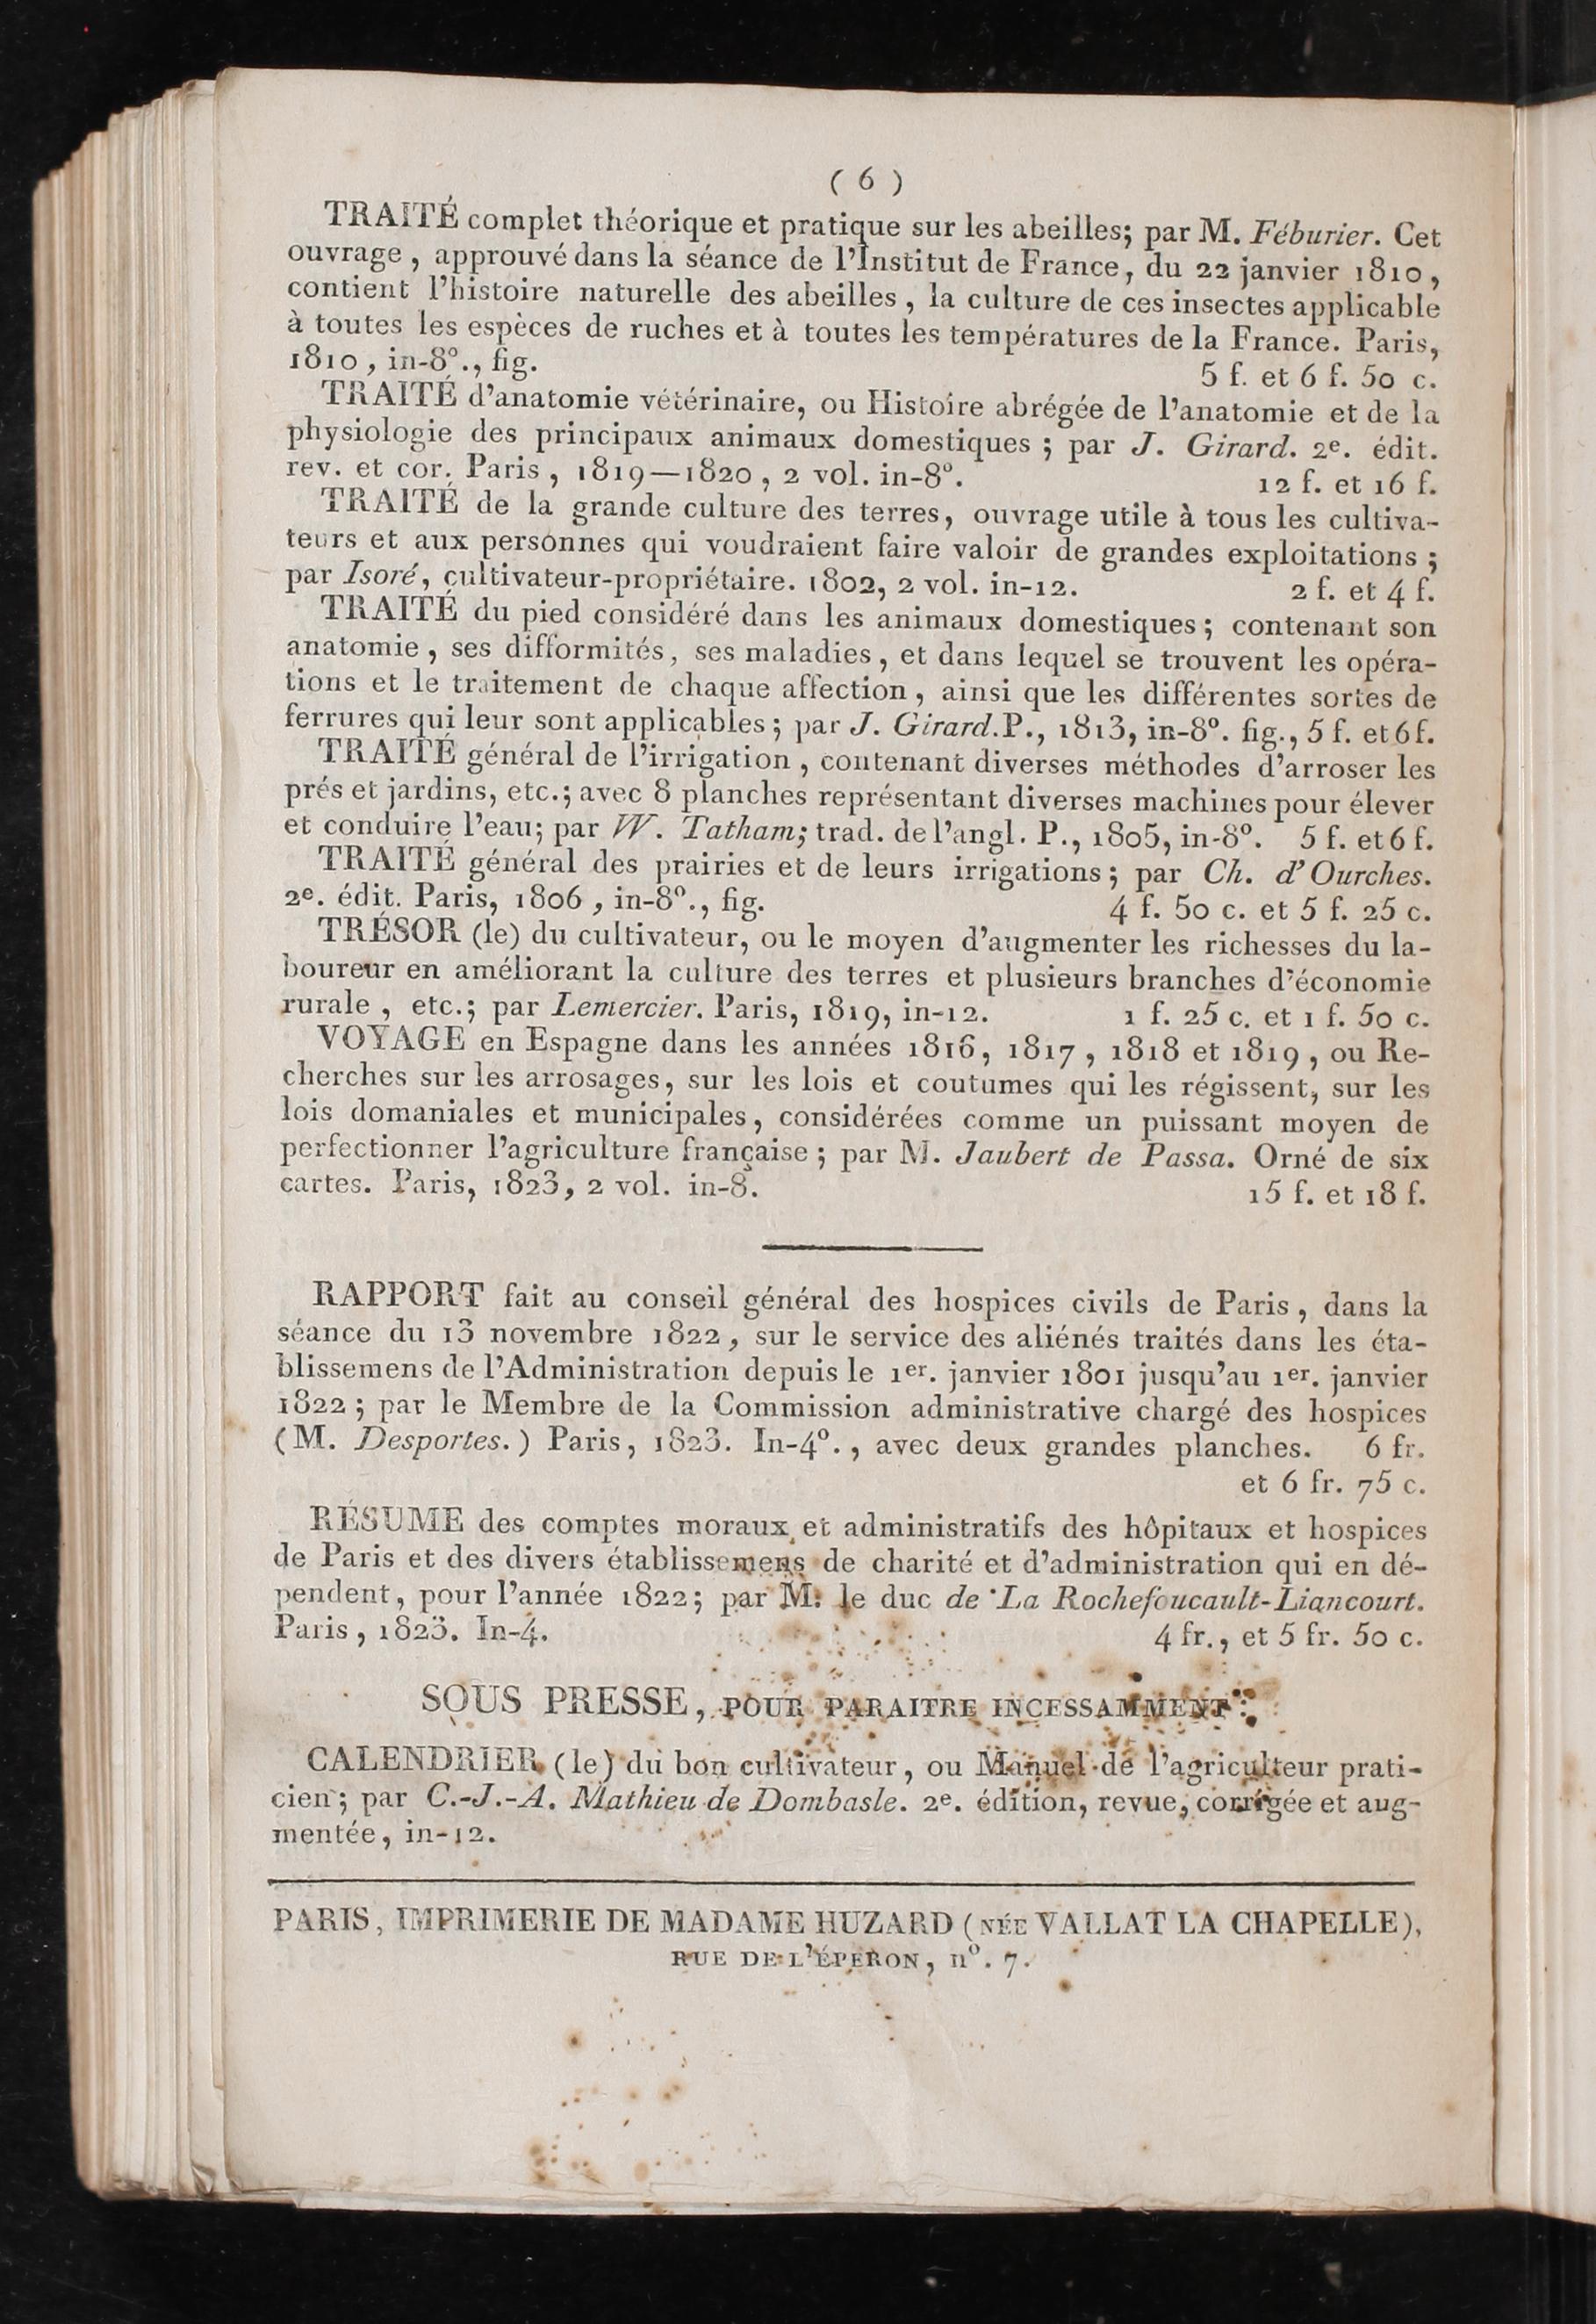 ( 6 )
TRAITÉ complet théorique et pratique sur les abeilles; par M. Féburier. Cet
ouvrage, approuvé dans la séance de l'Institut de France, du 22 janvier 1810,
contient l'histoire naturelle des abeilles, la culture de ces insectes applicable
à toutes les espèces de ruches et à toutes les températures de la France. Paris,
1810, in-8°., fig. 5 f. et 6 f. 50 c.
TRAITÉ d'anatomie vétérinaire, ou Histoire abrégée de l'anatomie et de la
physiologie des principaux animaux domestiques; par J. Girard. 2e. édit.
rev. et cor. Paris, 1819—1820, 2 vol. in-8°. 12 f. et 16 f.
TRAITÉ de la grande culture des terres, ouvrage utile à tous les cultiva-
teurs et aux personnes qui voudraient faire valoir de grandes exploitations;
par Isoré, cultivateur-propriétaire. 1802, 2 vol. in-12. 2 f. et 4 f.
TRAITÉ du pied considéré dans les animaux domestiques; contenant son
anatomie, ses difformités, ses maladies, et dans lequel se trouvent les opéra-
tions et le traitement de chaque affection, ainsi que les différentes sortes de
ferrures qui leur sont applicables; par J. Girard. P., 1813, in-8°. fig., 5 f. et 6 f.
TRAITÉ général de l'irrigation, contenant diverses méthodes d'arroser les
prés et jardins, etc.; avec 8 planches représentant diverses machines pour élever
et conduire l'eau; par W. Tatham; trad. de l'angl. P., 1805, in-8°. 5 f. et 6 f.
TRAITÉ général des prairies et de leurs irrigations; par Ch. d'Ourches.
2e. édit. Paris, 1806, in-8°., fig. 4 f. 50 c. et 5 f. 25 c.
TRÉSOR (le) du cultivateur, ou le moyen d'augmenter les richesses du la-
boureur en améliorant la culture des terres et plusieurs branches d'économie
rurale, etc.; par Lemercier. Paris, 1819, in-12. 1 f. 25 c. et 1 f. 50 c.
VOYAGE en Espagne dans les années 1816, 1817, 1818 et 1819, ou Re-
cherches sur les arrosages, sur les lois et coutumes qui les régissent, sur les
lois domaniales et municipales, considérées comme un puissant moyen de
perfectionner l'agriculture française; par M. Jaubert de Passa. Orné de six
cartes. Paris, 1823, 2 vol. in-8°. 15 f. et 18 f.
RAPPORT fait au conseil général des hospices civils de Paris, dans la
séance du 13 novembre 1822, sur le service des aliénés traités dans les éta-
blissemens de l'Administration depuis le 1er. janvier 1801 jusqu'au 1er. janvier
1822; par le Membre de la Commission administrative chargé des hospices
(M. Desportes.) Paris, 1823. In-4°., avec deux grandes planches. 6 fr.
et 6 fr. 75 c.
RÉSUMÉ des comptes moraux et administratifs des hôpitaux et hospices
de Paris et des divers établissemens de charité et d'administration qui en dé-
pendent, pour l'année 1822; par M. le duc de La Rochefoucault-Liancourt.
Paris, 1823. In-4. 4 fr., et 5 fr. 50 c.
SOUS PRESSE, POUR PARAITRE INCESSAMMENT:
CALENDRIER (le) du bon cultivateur, ou Manuel de l'agriculteur prati-
cien; par C.-J.-A. Mathieu de Dombasle. 2e. édition, revue, corrigée et aug-
mentée, in-12.
PARIS, IMPRIMERIE DE MADAME HUZARD (NÉE VALLAT LA CHAPELLE),
RUE DE L'ÉPERON, n°. 7.